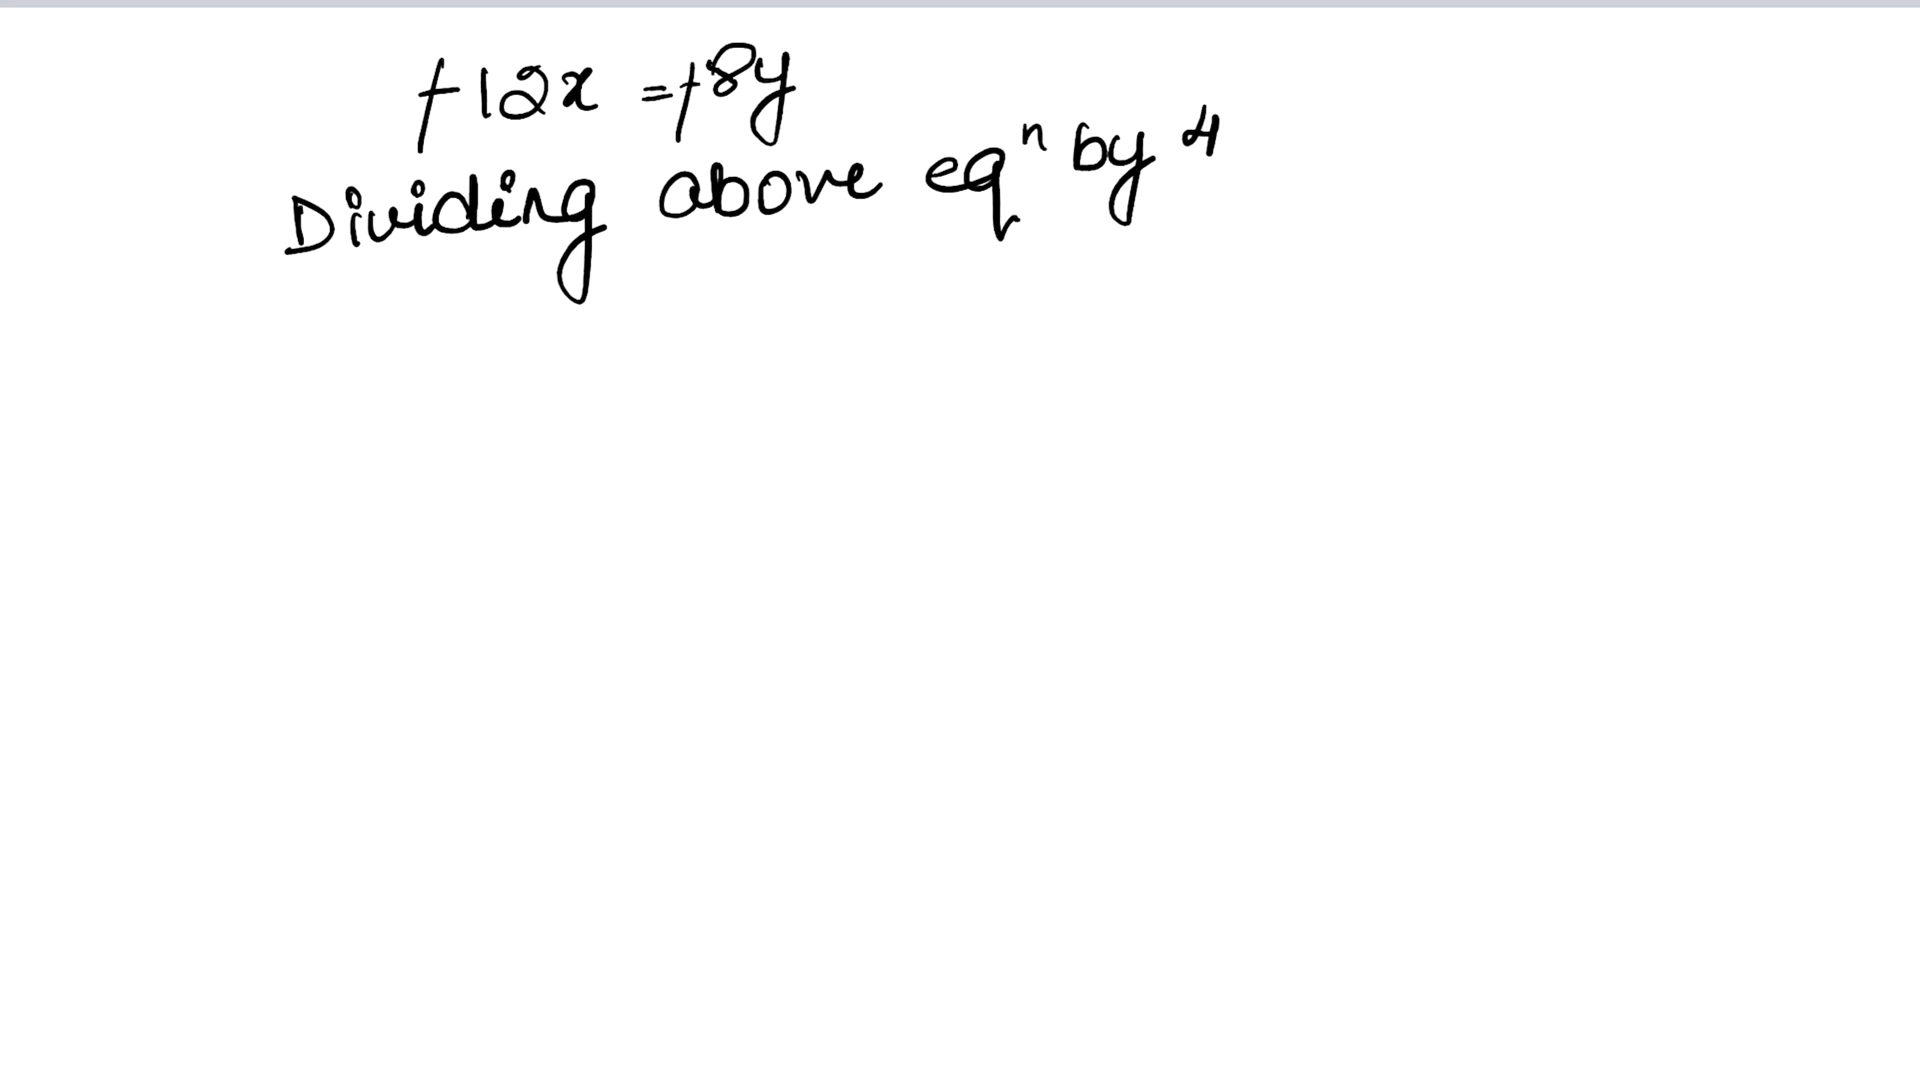 +12x = +8y
Dividing above eqⁿ by 4